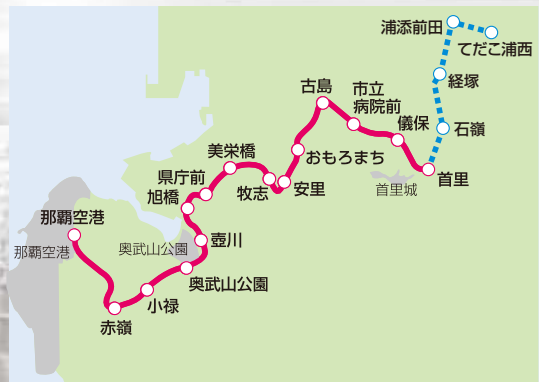 浦添前田
てだこ浦西
経塚
古島
市立
病院前
儀保
石嶺
美栄橋
おもろまち
首里
県庁前
旭橋
牧志
安里
首里城
那覇空港
那覇空港
奥武山公園
壺川
奥武山公園
小禄
赤嶺